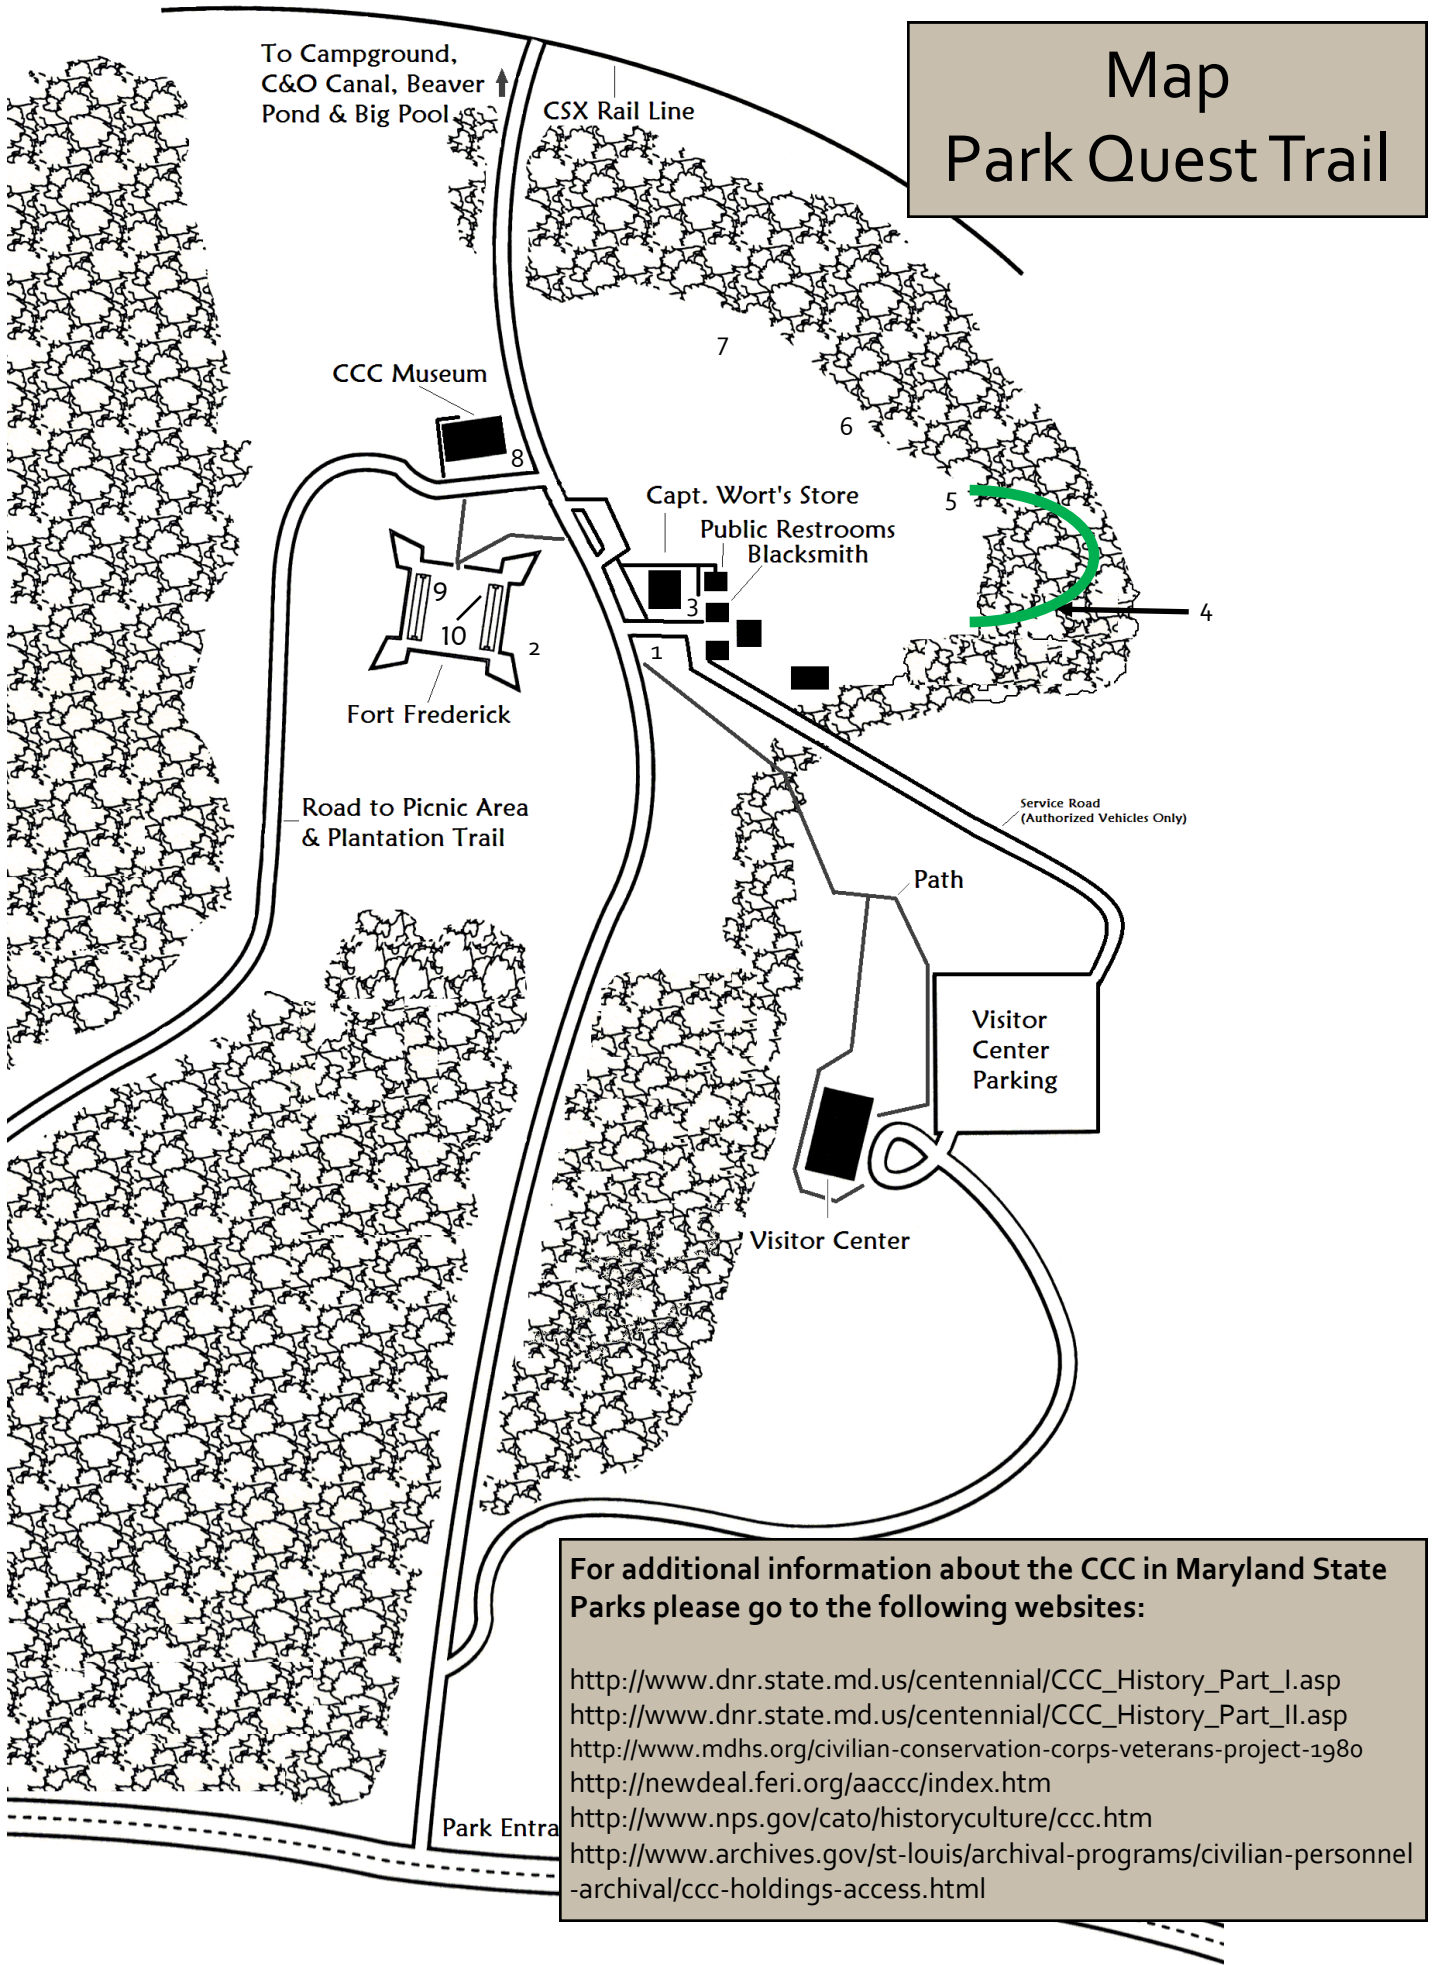 Map
Park Quest Trail
To Campground,
C&O Canal, Beaver
Pond & Big Pool
CSX Rail Line
7
CCC Museum
6
8
Capt. Wort's Store
5
Public Restrooms
Blacksmith
9
3
4
10
2
1
Fort Frederick
Road to Picnic Area
& Plantation Trail
Service Road
(Authorized Vehicles Only)
Path
Visitor
Center
Parking
Visitor Center
For additional information about the CCC in Maryland State
Parks please go to the following websites:
http://www.dnr.state.md.us/centennial/CCC_History_Part_I.asp
http://www.dnr.state.md.us/centennial/CCC_History_Part_II.asp
http://www.mdhs.org/civilian-conservation-corps-veterans-project-1980
http://newdeal.feri.org/aaccc/index.htm
http://www.nps.gov/cato/historyculture/ccc.htm
http://www.archives.gov/st-louis/archival-programs/civilian-personnel
-archival/ccc-holdings-access.html
Park Entra